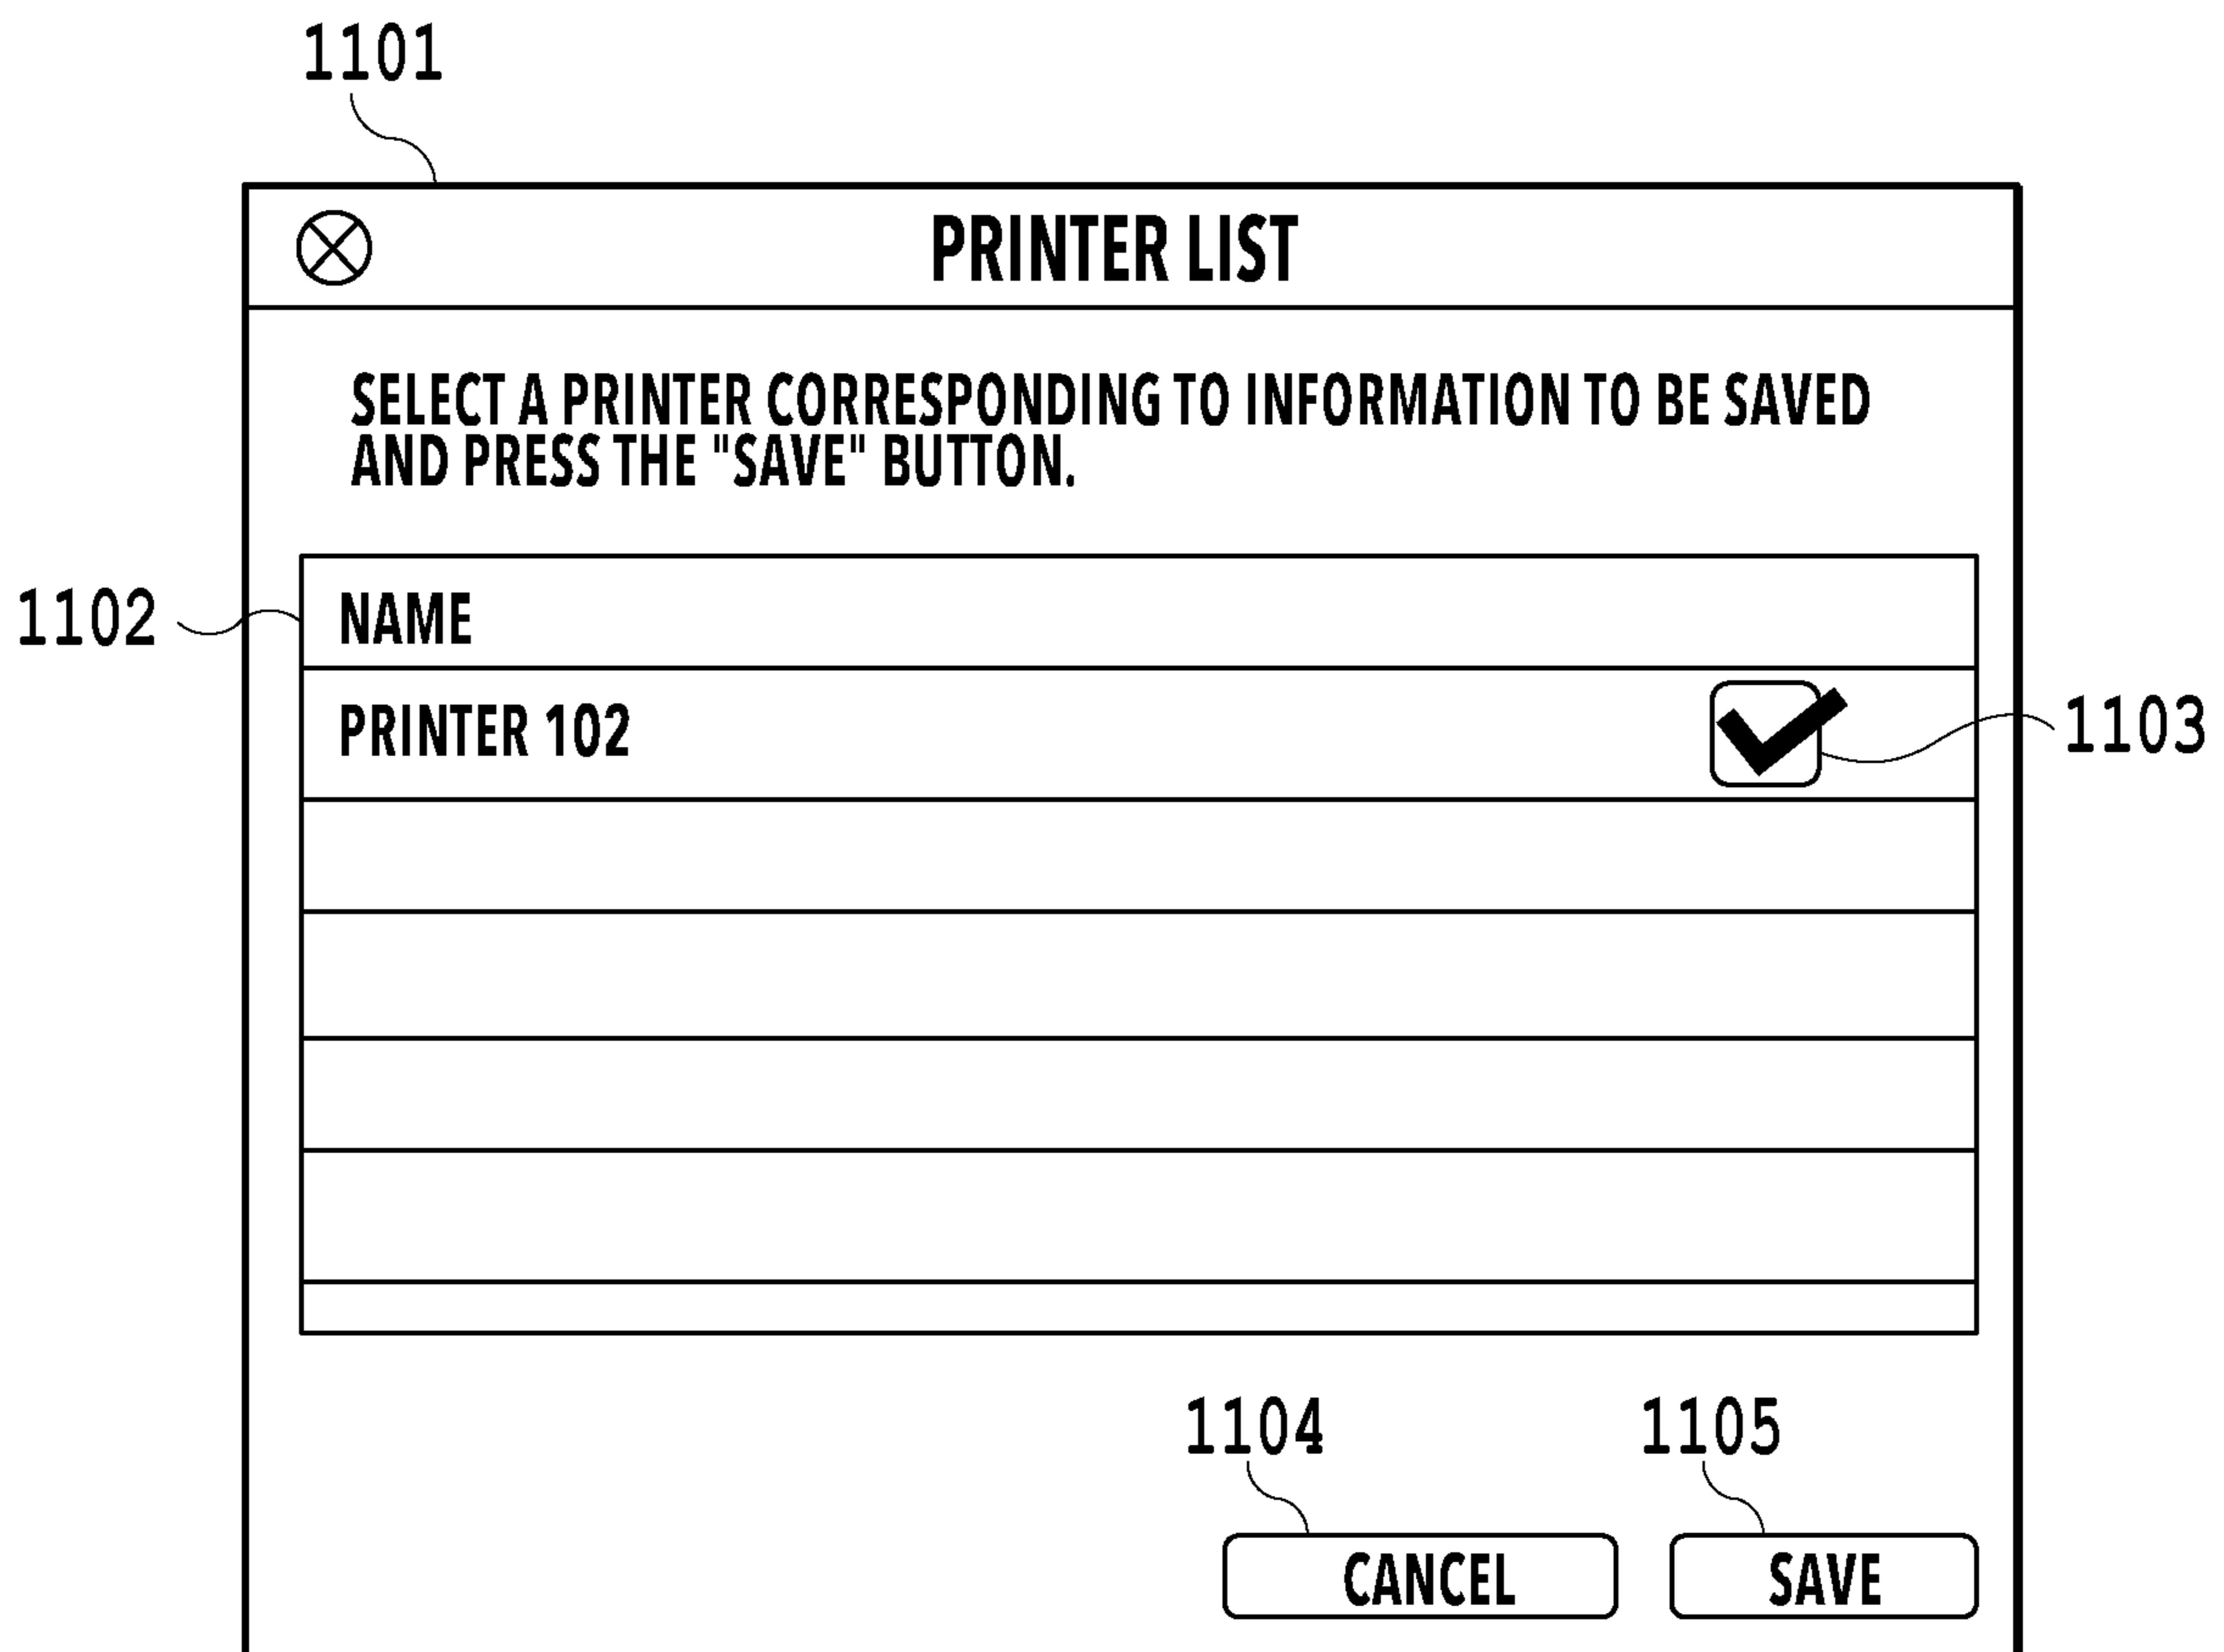 1101
PRINTER LIST
SELECT A PRINTER CORRESPONDING TO INFORMATION TO BE SAVED
AND PRESS THE "SAVE" BUTTON.
1102
NAME
PRINTER 102
1103
1104
1105
CANCEL
SAVE